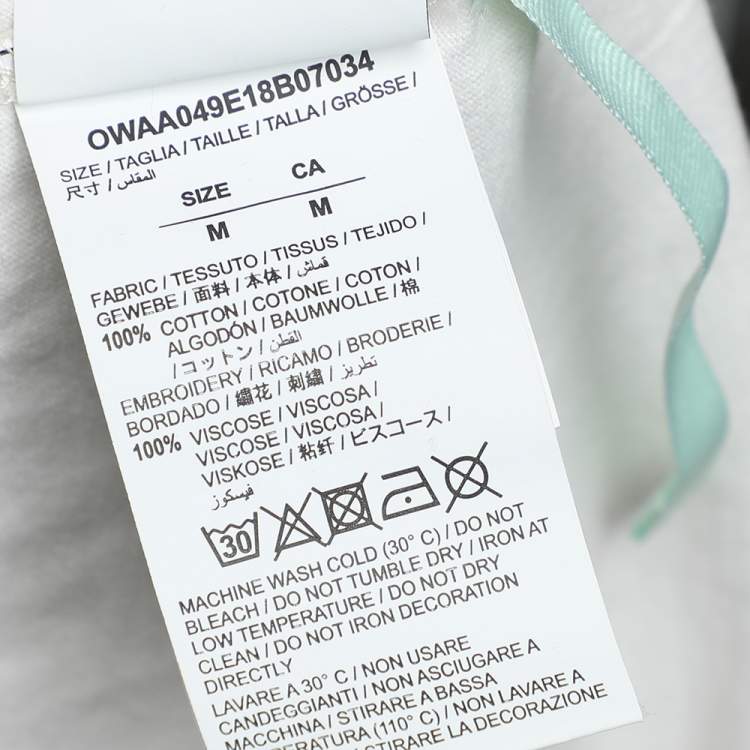 OWAA049E18B07034
SIZE / TAGLIA / TAILLE / TALLA / GRÖSSE /
尺寸 / المقاس
SIZE CA
M M
FABRIC / TESSUTO / TISSUS / TEJIDO /
GEWEBE / 面料 / 本体 / قماش
100% COTTON / COTONE / COTON /
ALGODÓN / BAUMWOLLE / 棉
/ コットン / القطن
EMBROIDERY / RICAMO / BRODERIE /
BORDADO / 繡花 / 刺繍 / تطريز
100% VISCOSE / VISCOSA /
VISCOSE / VISCOSA /
VISKOSE / 粘纤 / ビスコース /
فيسكوز
30
MACHINE WASH COLD (30° C) / DO NOT
BLEACH / DO NOT TUMBLE DRY / IRON AT
LOW TEMPERATURE / DO NOT DRY
CLEAN / DO NOT IRON DECORATION
DIRECTLY
LAVARE A 30° C / NON USARE
CANDEGGIANTI / NON ASCIUGARE A
MACCHINA / STIRARE A BASSA
TEMPERATURA (110° C) / NON LAVARE A
/ NON STIRARE DECORAZIONE